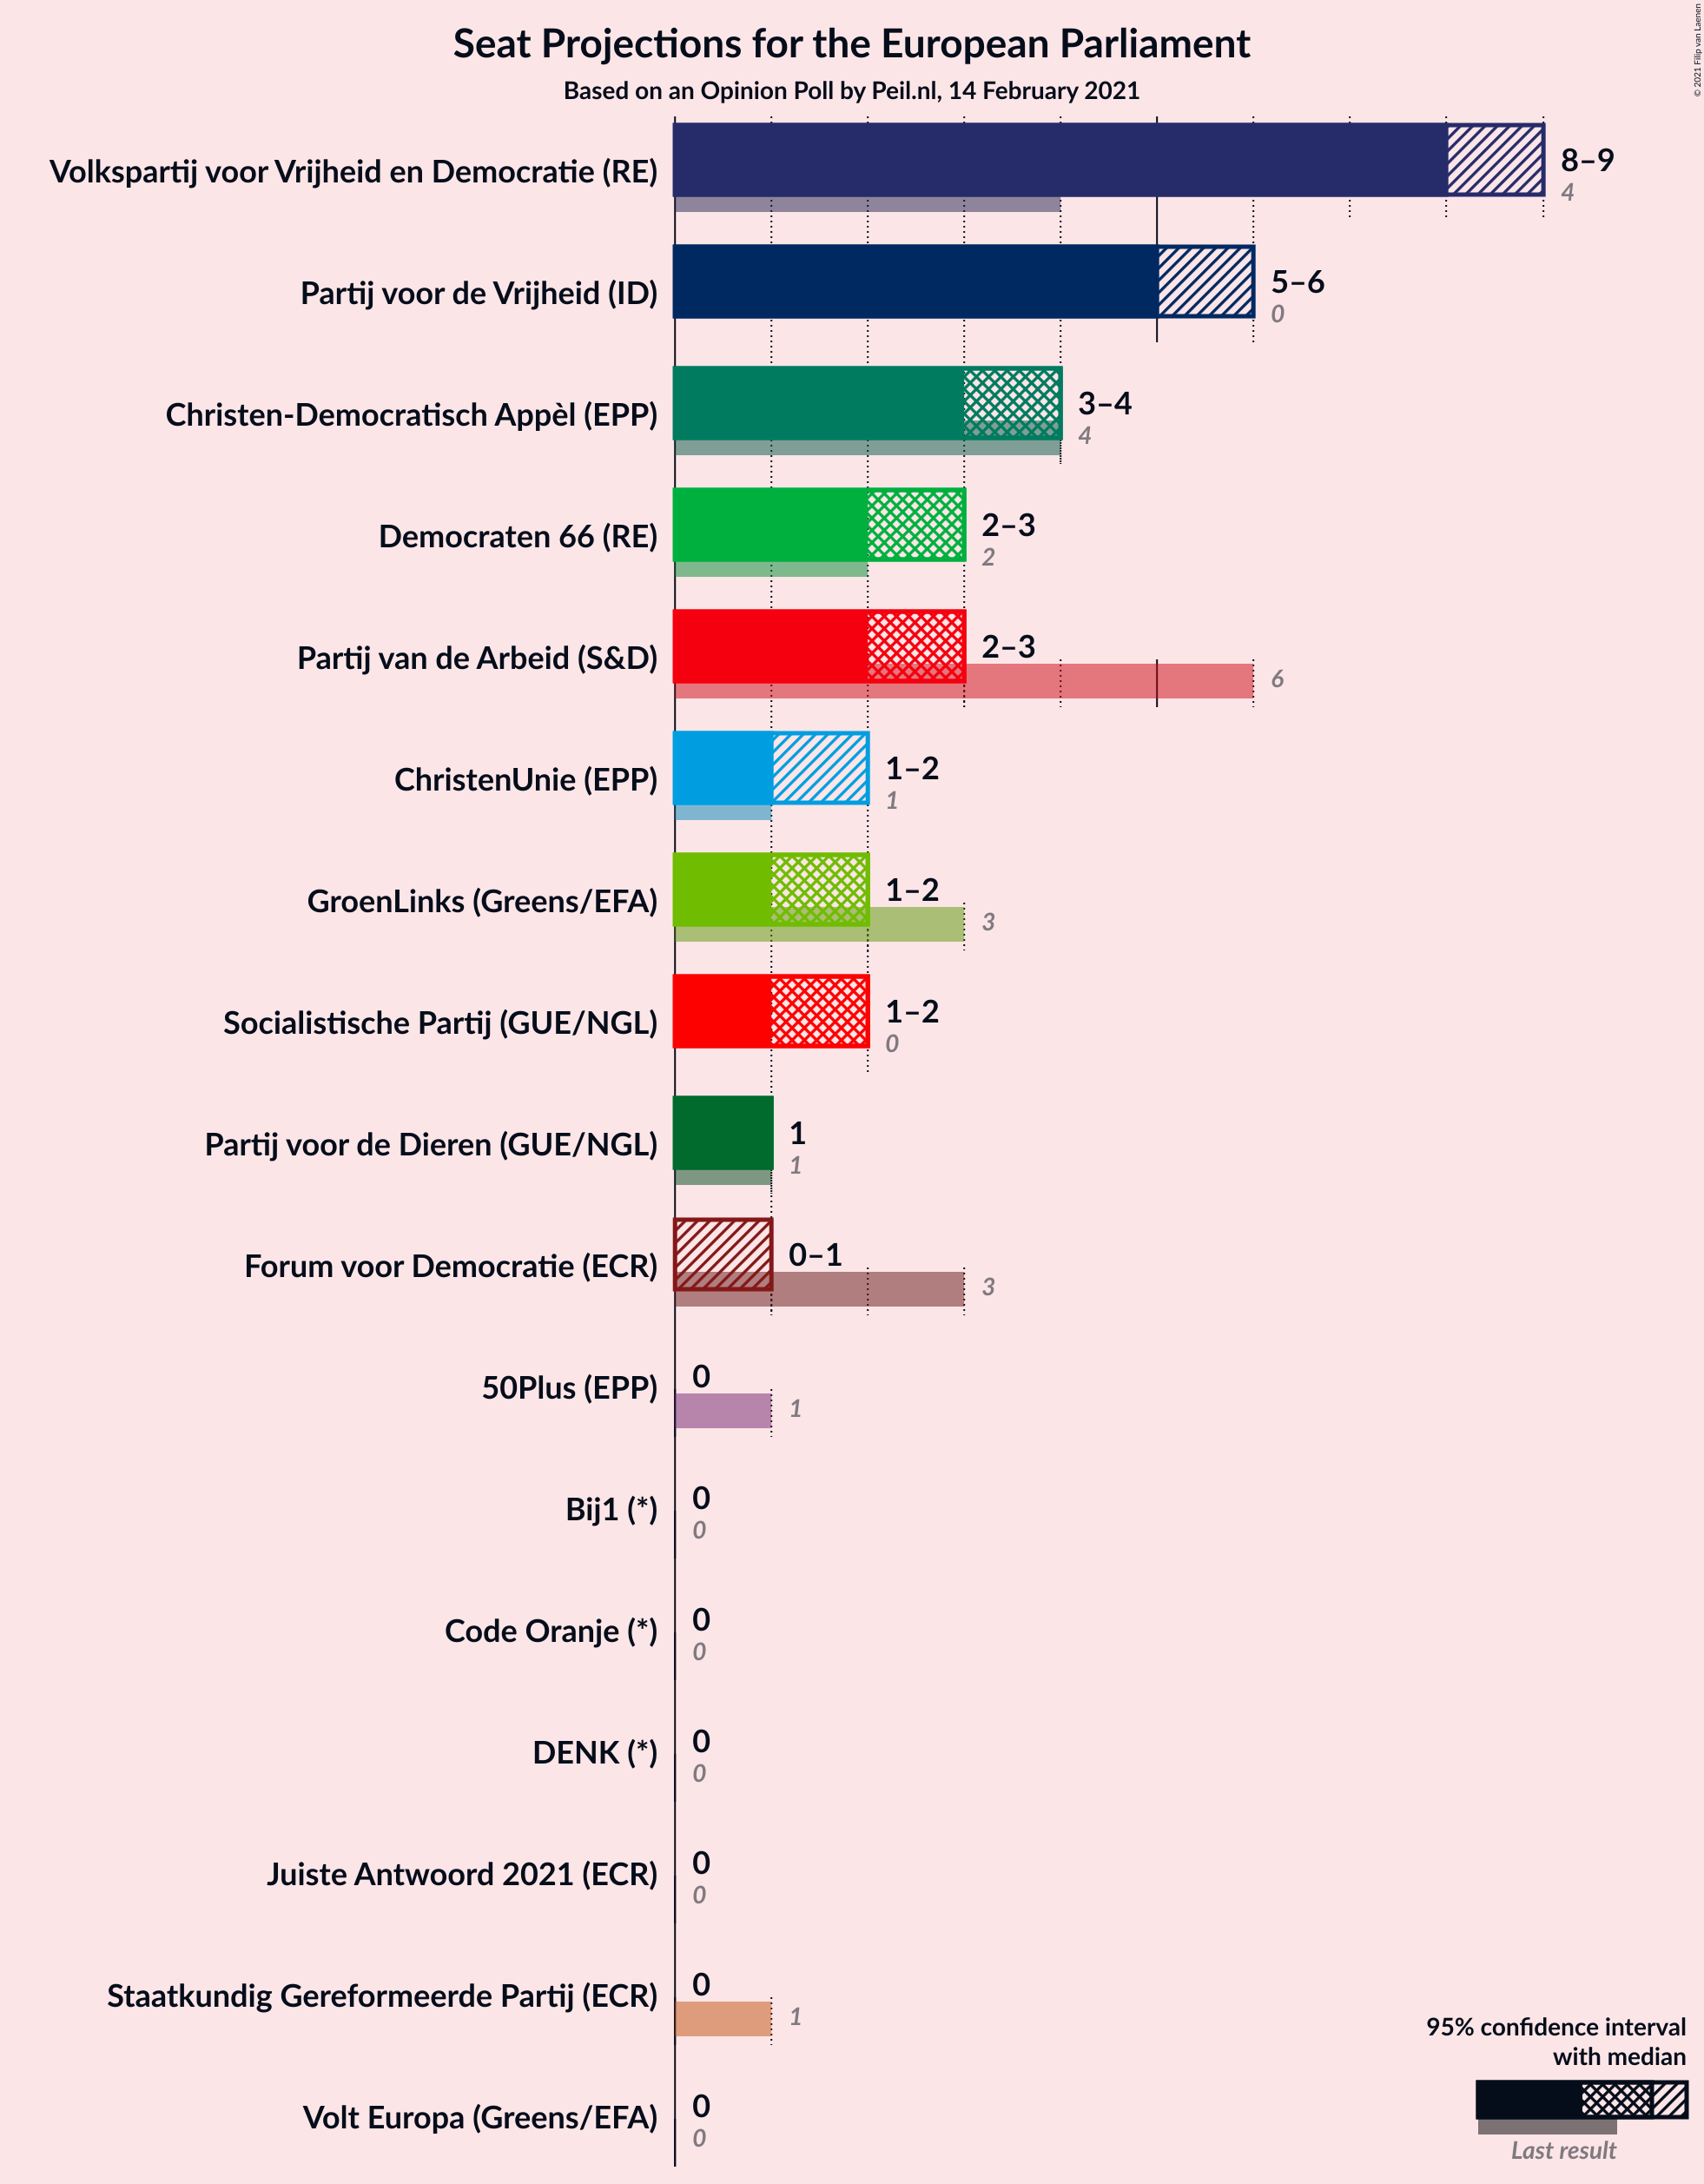 Seat Projections for the European Parliament
Based on an Opinion Poll by Peil.nl, 14 February 2021
© 2021 Filip van Laenen
Volkspartij voor Vrijheid en Democratie (RE)
8–9
4
Partij voor de Vrijheid (ID)
5–6
0
Christen-Democratisch Appèl (EPP)
3–4
4
Democraten 66 (RE)
2–3
2
Partij van de Arbeid (S&D)
2–3
6
ChristenUnie (EPP)
1–2
1
GroenLinks (Greens/EFA)
1–2
3
Socialistische Partij (GUE/NGL)
1–2
0
Partij voor de Dieren (GUE/NGL)
1
1
Forum voor Democratie (ECR)
0–1
3
50Plus (EPP)
0
1
Bij1 (*)
0
0
Code Oranje (*)
0
0
DENK (*)
0
0
Juiste Antwoord 2021 (ECR)
0
0
Staatkundig Gereformeerde Partij (ECR)
0
1
Volt Europa (Greens/EFA)
0
0
95% confidence interval
with median
Last result